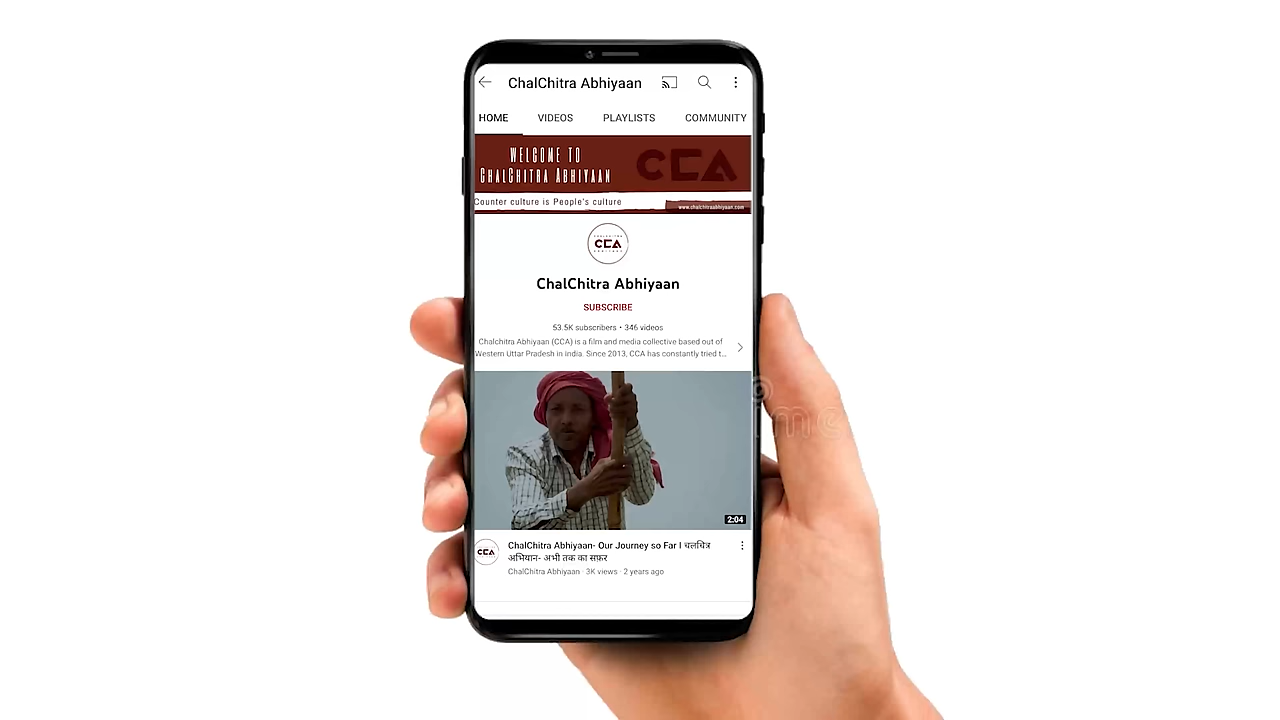 ChalChitra Abhiyaan
HOME VIDEOS PLAYLISTS COMMUNITY
WELCOME TO
CHALCHITRA ABHIYAAN
CCA
Counter culture is People's culture
www.chalchitraabhiyaan.com
CCA
ChalChitra Abhiyaan
SUBSCRIBE
53.5K subscribers • 346 videos
Chalchitra Abhiyaan (CCA) is a film and media collective based out of
Western Uttar Pradesh in India. Since 2013, CCA has constantly tried t...
2:04
CCA
ChalChitra Abhiyaan- Our Journey so Far I चलचित्र
अभियान- अभी तक का सफ़र
ChalChitra Abhiyaan · 3K views · 2 years ago